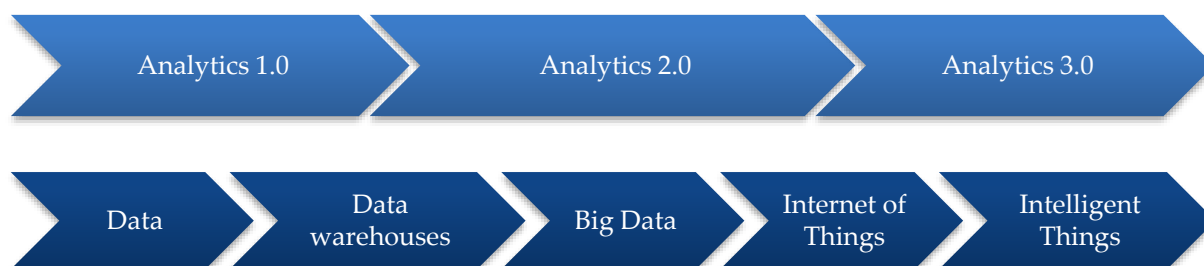 Analytics 1.0
Analytics 2.0
Analytics 3.0
Data
Data
warehouses
Big Data
Internet of
Things
Intelligent
Things